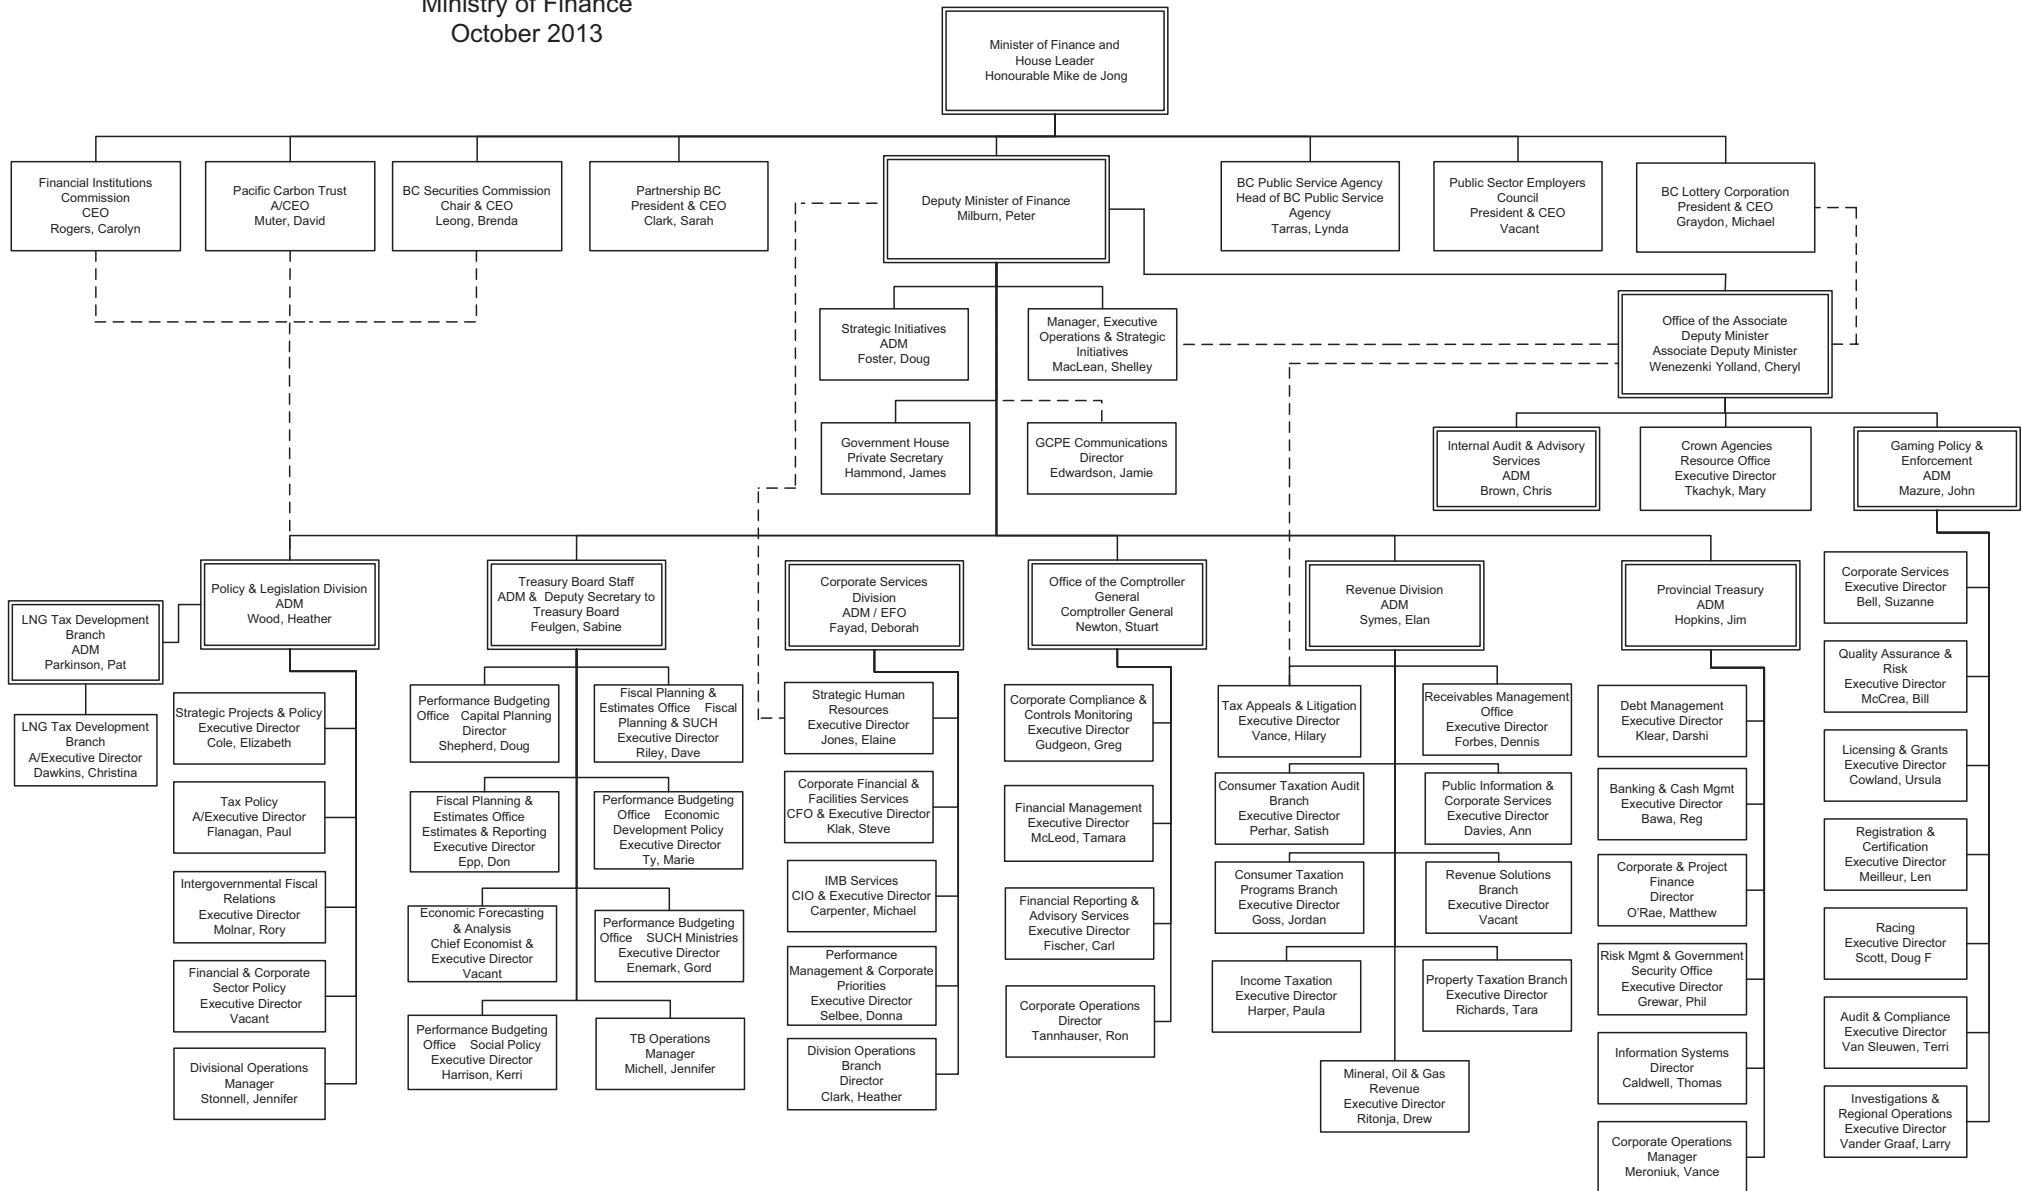 Ministry of Finance
October 2013
Minister of Finance and
House Leader
Honourable Mike de Jong
Financial Institutions
Commission
CEO
Rogers, Carolyn
Pacific Carbon Trust
A/CEO
Muter, David
BC Securities Commission
Chair & CEO
Leong, Brenda
Partnership BC
President & CEO
Clark, Sarah
Deputy Minister of Finance
Milburn, Peter
BC Public Service Agency
Head of BC Public Service
Agency
Tarras, Lynda
Public Sector Employers
Council
President & CEO
Vacant
BC Lottery Corporation
President & CEO
Graydon, Michael
Strategic Initiatives
ADM
Foster, Doug
Manager, Executive
Operations & Strategic
Initiatives
MacLean, Shelley
Office of the Associate
Deputy Minister
Associate Deputy Minister
Wenezenki Yolland, Cheryl
Government House
Private Secretary
Hammond, James
GCPE Communications
Director
Edwardson, Jamie
Internal Audit & Advisory
Services
ADM
Brown, Chris
Crown Agencies
Resource Office
Executive Director
Tkachyk, Mary
Gaming Policy &
Enforcement
ADM
Mazure, John
LNG Tax Development
Branch
ADM
Parkinson, Pat
LNG Tax Development
Branch
A/Executive Director
Dawkins, Christina
Policy & Legislation Division
ADM
Wood, Heather
Strategic Projects & Policy
Executive Director
Cole, Elizabeth
Tax Policy
A/Executive Director
Flanagan, Paul
Intergovernmental Fiscal
Relations
Executive Director
Molnar, Rory
Financial & Corporate
Sector Policy
Executive Director
Vacant
Divisional Operations
Manager
Stonnell, Jennifer
Treasury Board Staff
ADM & Deputy Secretary to
Treasury Board
Feulgen, Sabine
Performance Budgeting
Office Capital Planning
Director
Shepherd, Doug
Fiscal Planning &
Estimates Office Fiscal
Planning & SUCH
Executive Director
Riley, Dave
Fiscal Planning &
Estimates Office
Estimates & Reporting
Executive Director
Epp, Don
Performance Budgeting
Office Economic
Development Policy
Executive Director
Ty, Marie
Economic Forecasting
& Analysis
Chief Economist &
Executive Director
Vacant
Performance Budgeting
Office SUCH Ministries
Executive Director
Enemark, Gord
Performance Budgeting
Office Social Policy
Executive Director
Harrison, Kerri
TB Operations
Manager
Michell, Jennifer
Corporate Services
Division
ADM / EFO
Fayad, Deborah
Strategic Human
Resources
Executive Director
Jones, Elaine
Corporate Financial &
Facilities Services
CFO & Executive Director
Klak, Steve
IMB Services
CIO & Executive Director
Carpenter, Michael
Performance
Management & Corporate
Priorities
Executive Director
Selbee, Donna
Division Operations
Branch
Director
Clark, Heather
Office of the Comptroller
General
Comptroller General
Newton, Stuart
Corporate Compliance &
Controls Monitoring
Executive Director
Gudgeon, Greg
Financial Management
Executive Director
McLeod, Tamara
Financial Reporting &
Advisory Services
Executive Director
Fischer, Carl
Corporate Operations
Director
Tannhauser, Ron
Revenue Division
ADM
Symes, Elan
Tax Appeals & Litigation
Executive Director
Vance, Hilary
Receivables Management
Office
Executive Director
Forbes, Dennis
Consumer Taxation Audit
Branch
Executive Director
Perhar, Satish
Public Information &
Corporate Services
Executive Director
Davies, Ann
Consumer Taxation
Programs Branch
Executive Director
Goss, Jordan
Revenue Solutions
Branch
Executive Director
Vacant
Income Taxation
Executive Director
Harper, Paula
Property Taxation Branch
Executive Director
Richards, Tara
Mineral, Oil & Gas
Revenue
Executive Director
Ritonja, Drew
Provincial Treasury
ADM
Hopkins, Jim
Debt Management
Executive Director
Klear, Darshi
Banking & Cash Mgmt
Executive Director
Bawa, Reg
Corporate & Project
Finance
Director
O'Rae, Matthew
Risk Mgmt & Government
Security Office
Executive Director
Grewar, Phil
Information Systems
Director
Caldwell, Thomas
Corporate Operations
Manager
Meroniuk, Vance
Corporate Services
Executive Director
Bell, Suzanne
Quality Assurance &
Risk
Executive Director
McCrea, Bill
Licensing & Grants
Executive Director
Cowland, Ursula
Registration &
Certification
Executive Director
Meilleur, Len
Racing
Executive Director
Scott, Doug F
Audit & Compliance
Executive Director
Van Sleuwen, Terri
Investigations &
Regional Operations
Executive Director
Vander Graaf, Larry